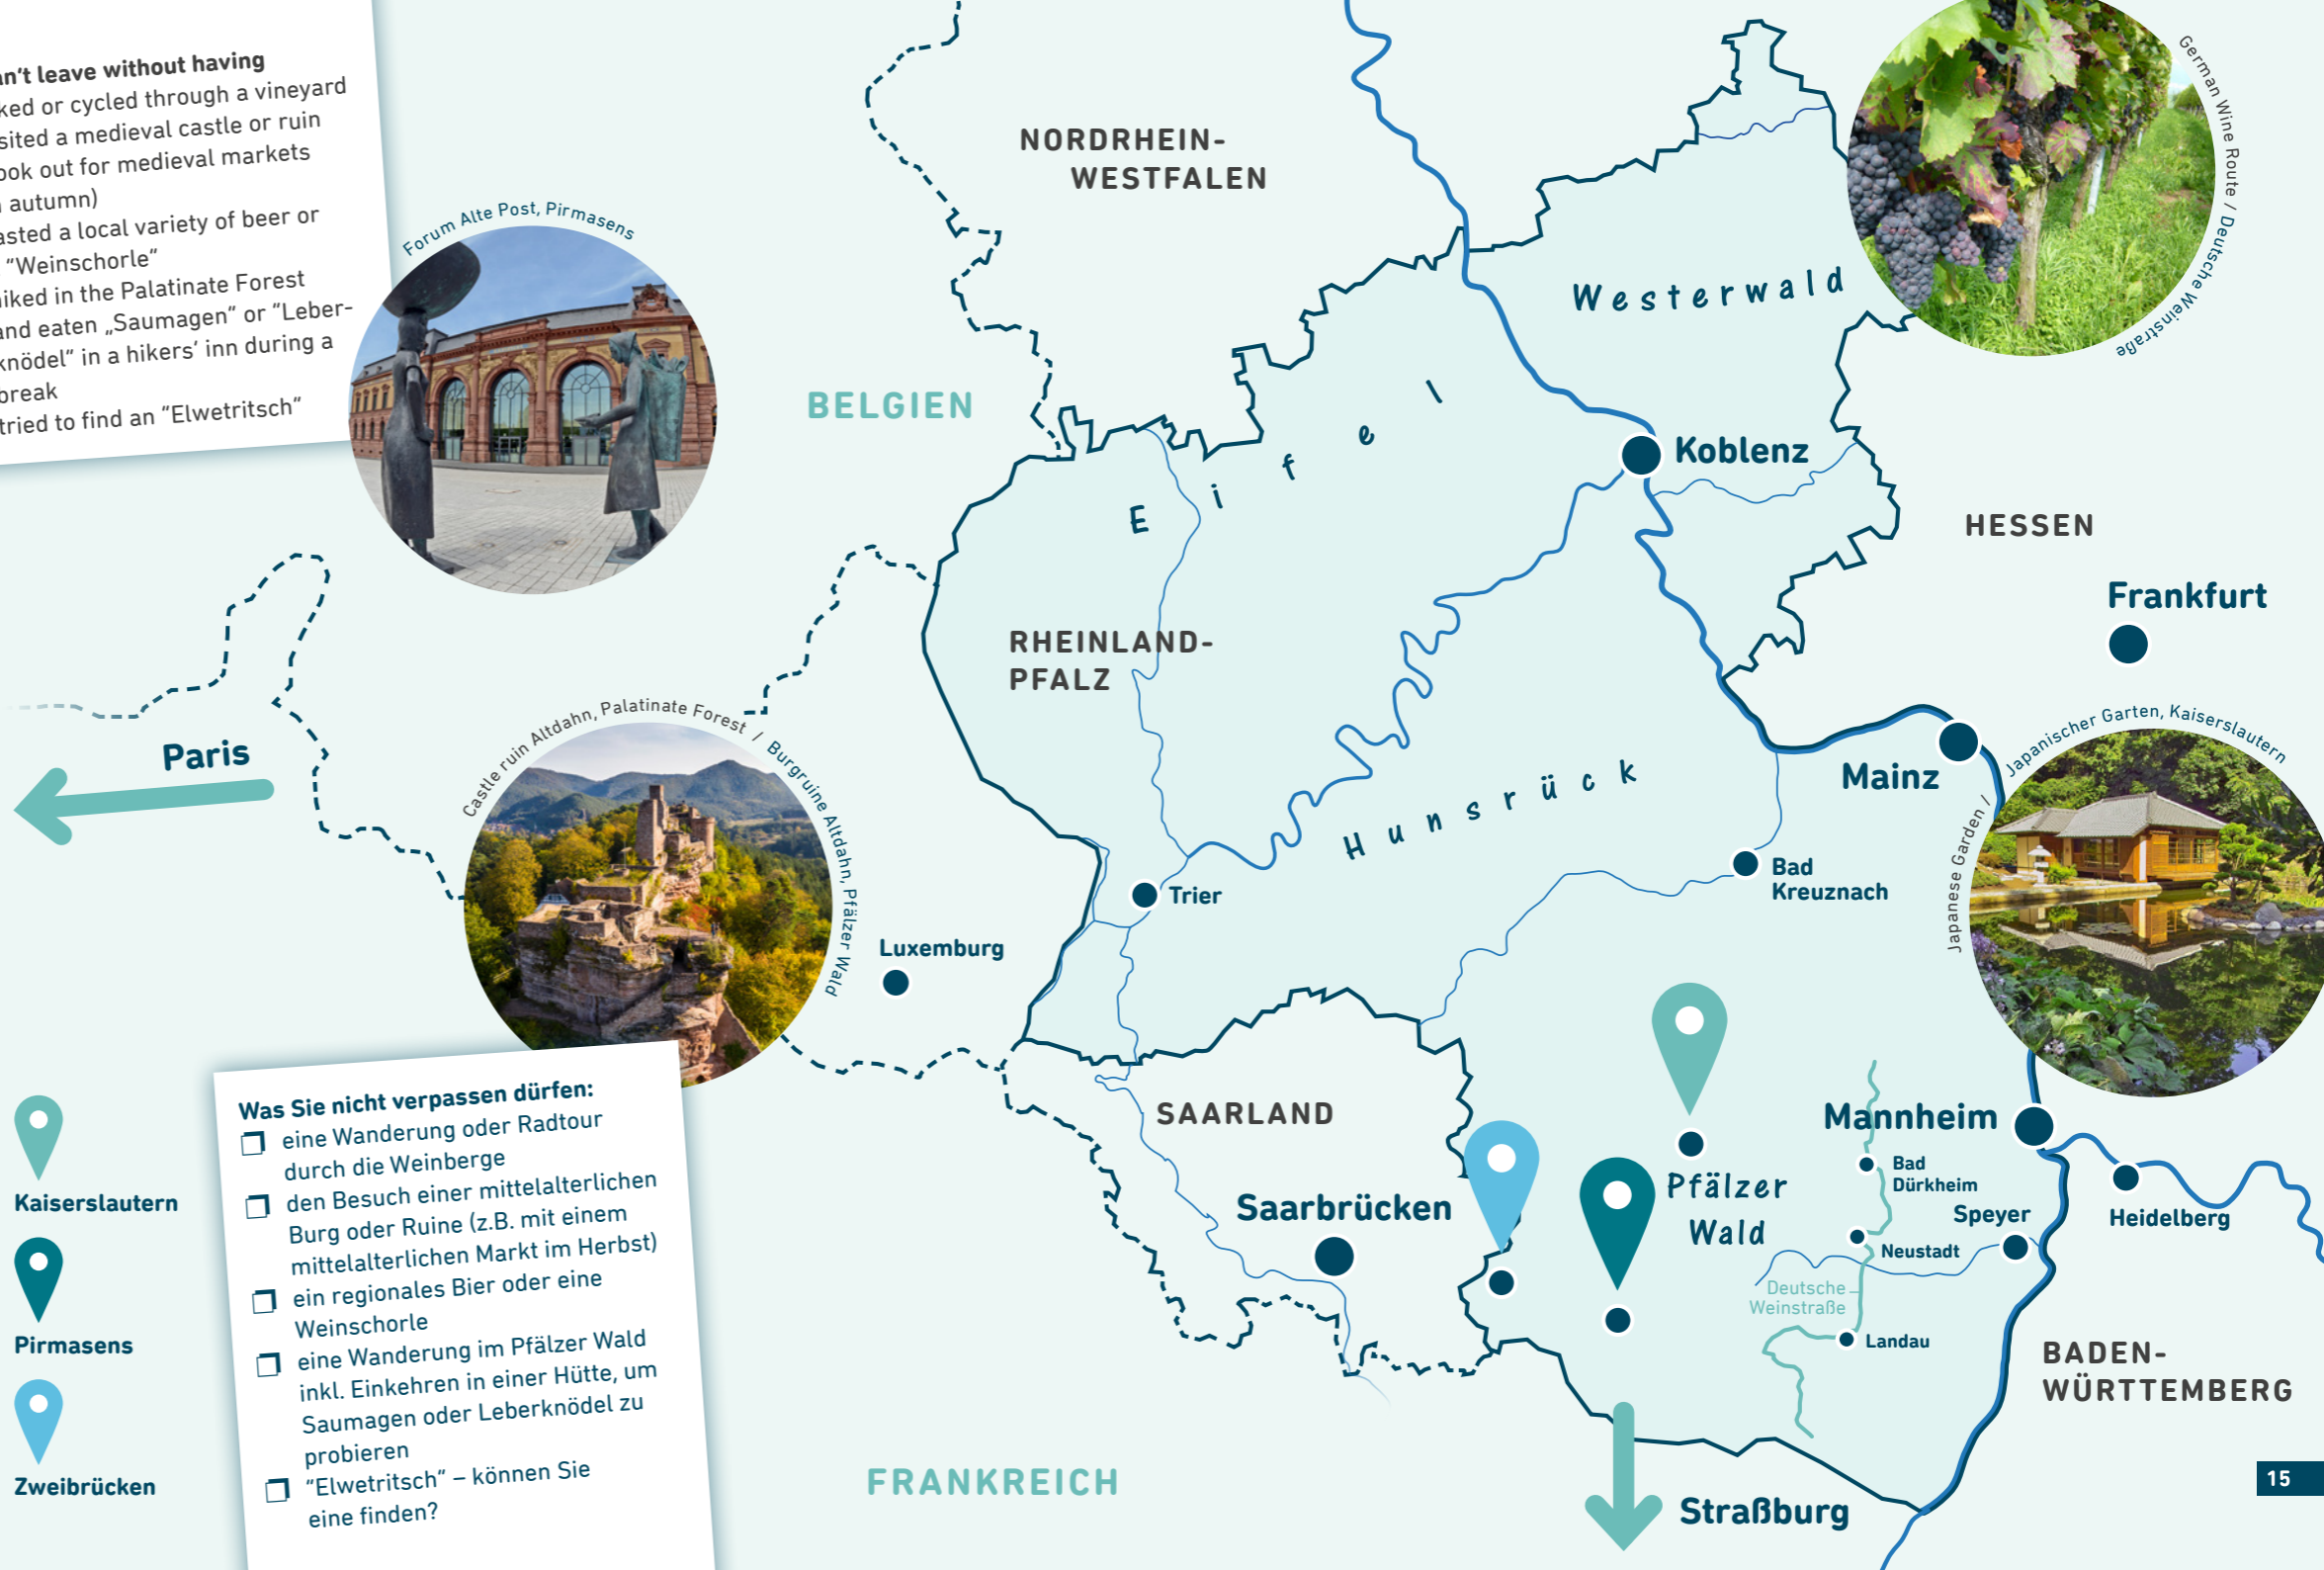 an't leave without having
ked or cycled through a vineyard
sited a medieval castle or ruin
ook out for medieval markets
autumn)
asted a local variety of beer or
“Weinschorle“
hiked in the Palatinate Forest
and eaten „Saumagen“ or “Leber-
knödel” in a hikers’ inn during a
break
tried to find an “Elwetritsch“
Forum Alte Post, Pirmasens
NORDRHEIN-
WESTFALEN
German Wine Route / Deutsche Weinstraße
Westerwald
BELGIEN
Eifel
Koblenz
HESSEN
Frankfurt
RHEINLAND-
PFALZ
Paris
Castle ruin Altdahn, Palatinate Forest / Burgruine Altdahn, Pfälzer Wald
Hunsrück
Mainz
Japanese Garden / Japanischer Garten, Kaiserslautern
Bad
Kreuznach
Trier
Luxemburg
Kaiserslautern
Pirmasens
Zweibrücken
Was Sie nicht verpassen dürfen:
eine Wanderung oder Radtour
durch die Weinberge
den Besuch einer mittelalterlichen
Burg oder Ruine (z.B. mit einem
mittelalterlichen Markt im Herbst)
ein regionales Bier oder eine
Weinschorle
eine Wanderung im Pfälzer Wald
inkl. Einkehren in einer Hütte, um
Saumagen oder Leberknödel zu
probieren
“Elwetritsch“ – können Sie
eine finden?
SAARLAND
Saarbrücken
Pfälzer
Wald
Mannheim
Bad
Dürkheim
Speyer
Heidelberg
Neustadt
Deutsche
Weinstraße
Landau
BADEN-
WÜRTTEMBERG
FRANKREICH
Straßburg
15